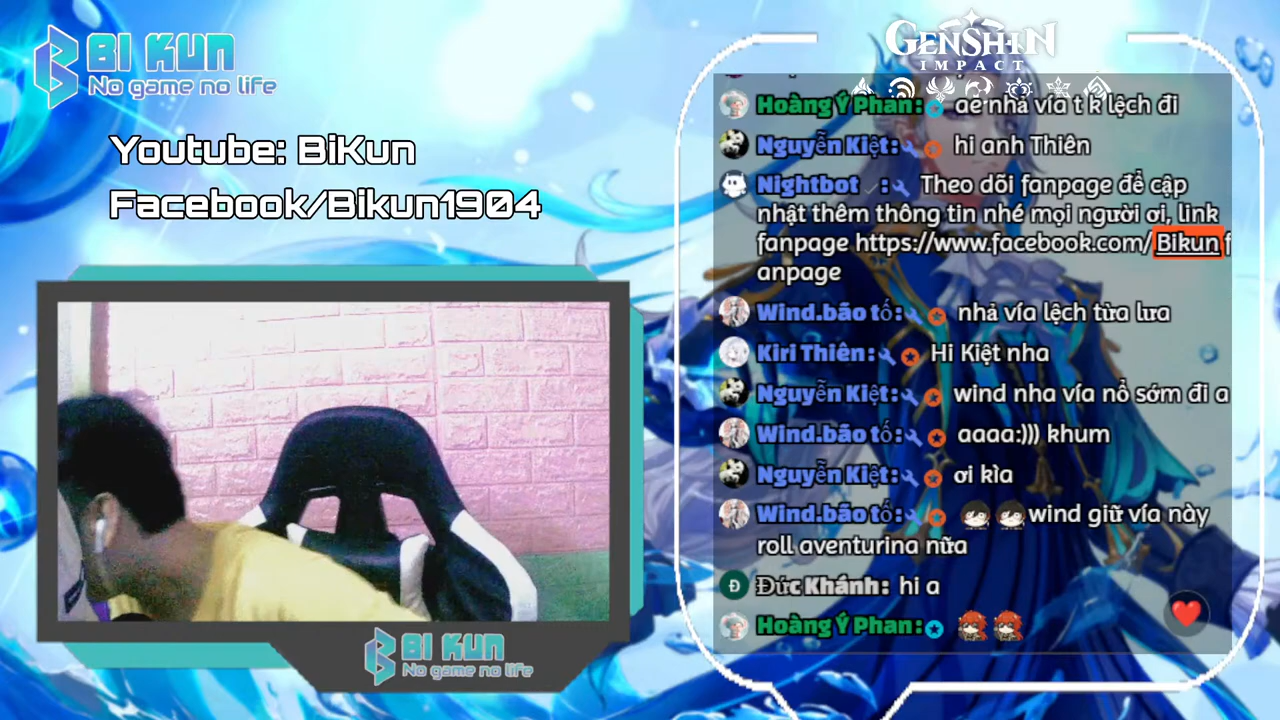 BI KUN
No game no life
Youtube: BiKun
Facebook/Bikun1904
BI KUN
No game no life
GENSHIN
IMPACT
Hoàng Ý Phan: ae nhả vía t k lệch đi
Nguyễn Kiệt: hi anh Thiên
Nightbot : Theo dõi fanpage để cập
nhật thêm thông tin nhé mọi người ơi, link
fanpage https://www.facebook.com/Bikunf
anpage
Wind.bão tố: nhả vía lệch từa lưa
Kiri Thiên: Hi Kiệt nha
Nguyễn Kiệt: wind nha vía nổ sớm đi a
Wind.bão tố: aaaa:))) khum
Nguyễn Kiệt: ơi kìa
Wind.bão tố: wind giữ vía này
roll aventurina nữa
Đ Đức Khánh: hi a
Hoàng Ý Phan: